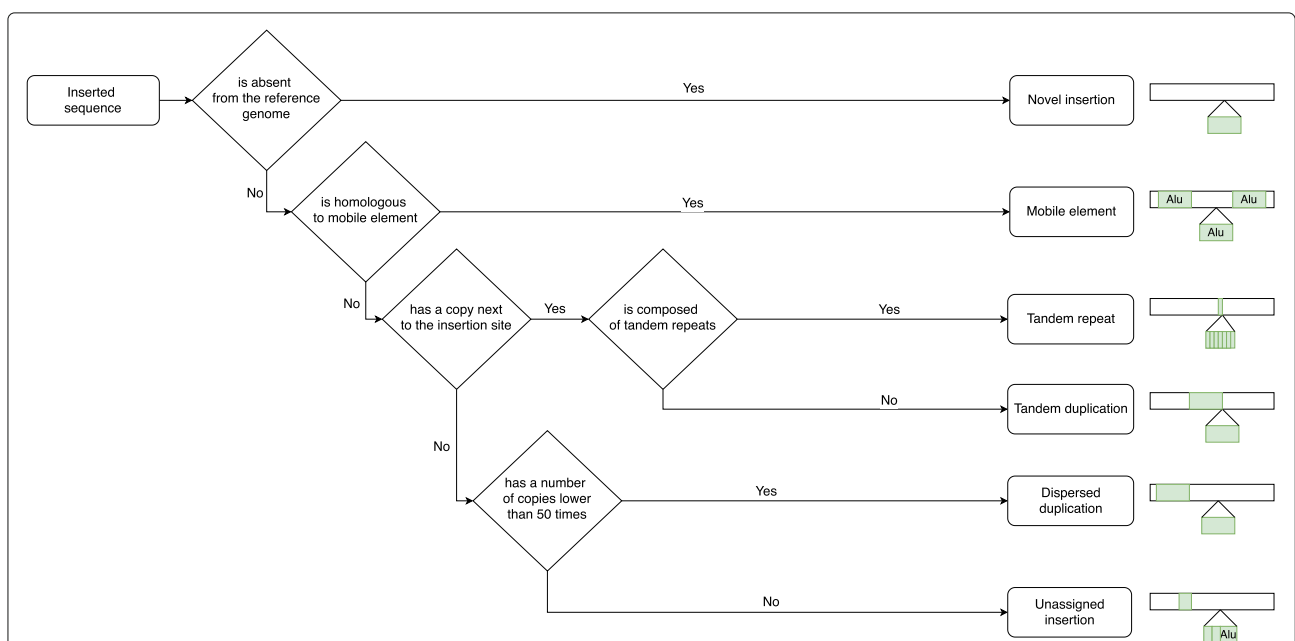 Inserted
sequence
is absent
from the reference
genome
Yes
Novel insertion
No
is homologous
to mobile element
Yes
Mobile element
Alu
Alu
Alu
No
has a copy next
to the insertion site
Yes
is composed
of tandem repeats
Yes
Tandem repeat
No
Tandem duplication
No
has a number
of copies lower
than 50 times
Yes
Dispersed
duplication
No
Unassigned
insertion
Alu